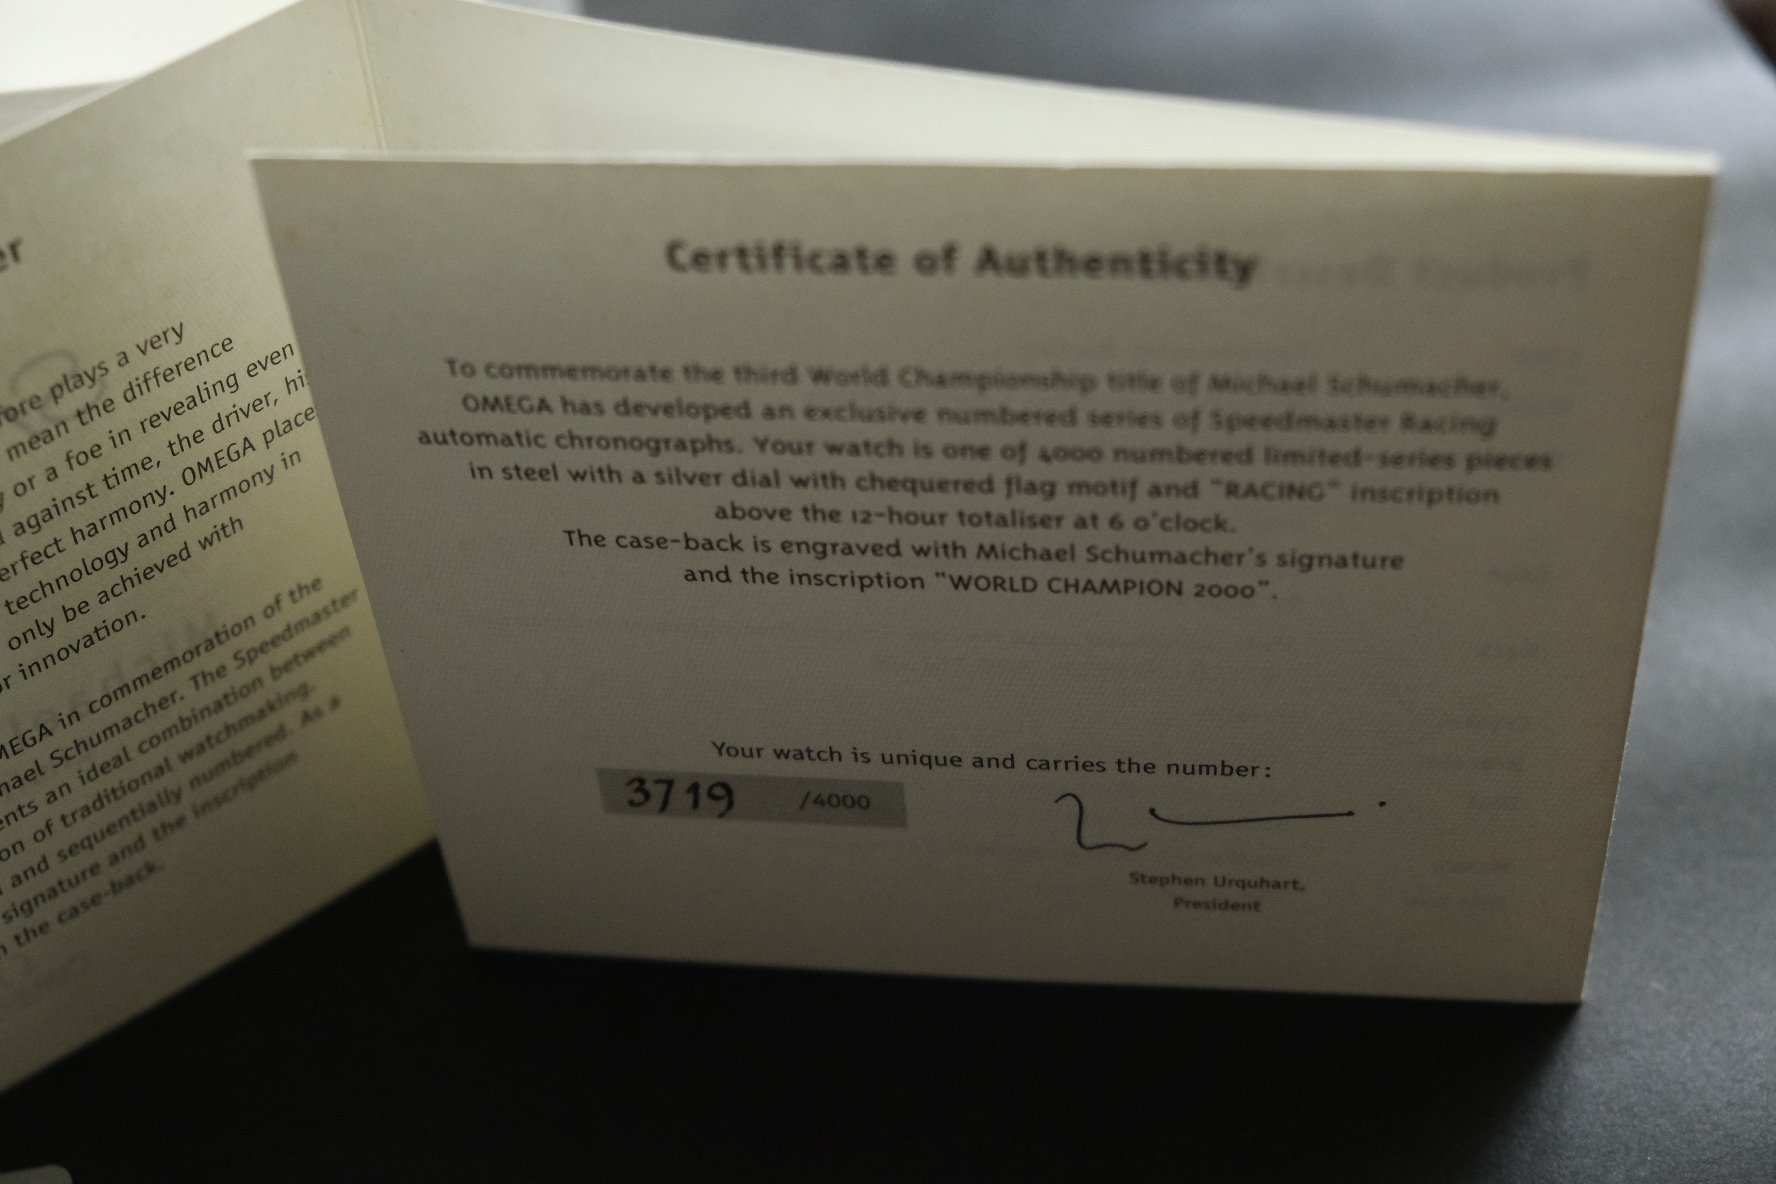 er
fore plays a very
mean the difference
or a foe in revealing even
against time, the driver, his
erfect harmony. OMEGA place
technology and harmony in
only be achieved with
or innovation.
MEGA in commemoration of the
hael Schumacher. The Speedmaster
ents an ideal combination between
on of traditional watchmaking.
and sequentially numbered. As a
signature and the inscription
n the case-back.
Certificate of Authenticity
To commemorate the third World Championship title of Michael Schumacher,
OMEGA has developed an exclusive numbered series of Speedmaster Racing
automatic chronographs. Your watch is one of 4000 numbered limited-series pieces
in steel with a silver dial with chequered flag motif and "RACING" inscription
above the 12-hour totaliser at 6 o'clock.
The case-back is engraved with Michael Schumacher's signature
and the inscription "WORLD CHAMPION 2000".
Your watch is unique and carries the number:
3719 /4000
Stephen Urquhart,
President